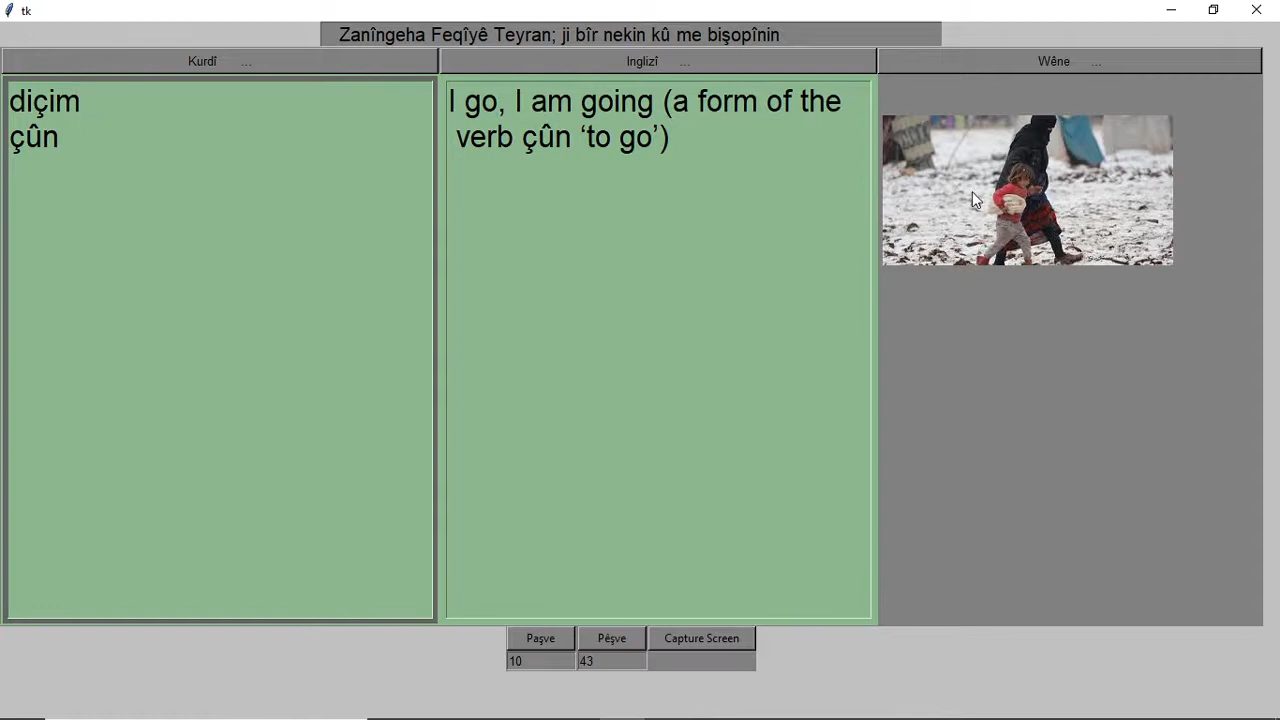 tk
Zanîngeha Feqîyê Teyran; ji bîr nekin kû me bişopînin
Kurdî ...
Inglizî ...
Wêne ...
diçim
çûn
I go, I am going (a form of the
verb çûn ‘to go’)
Paşve
Pêşve
Capture Screen
10
43